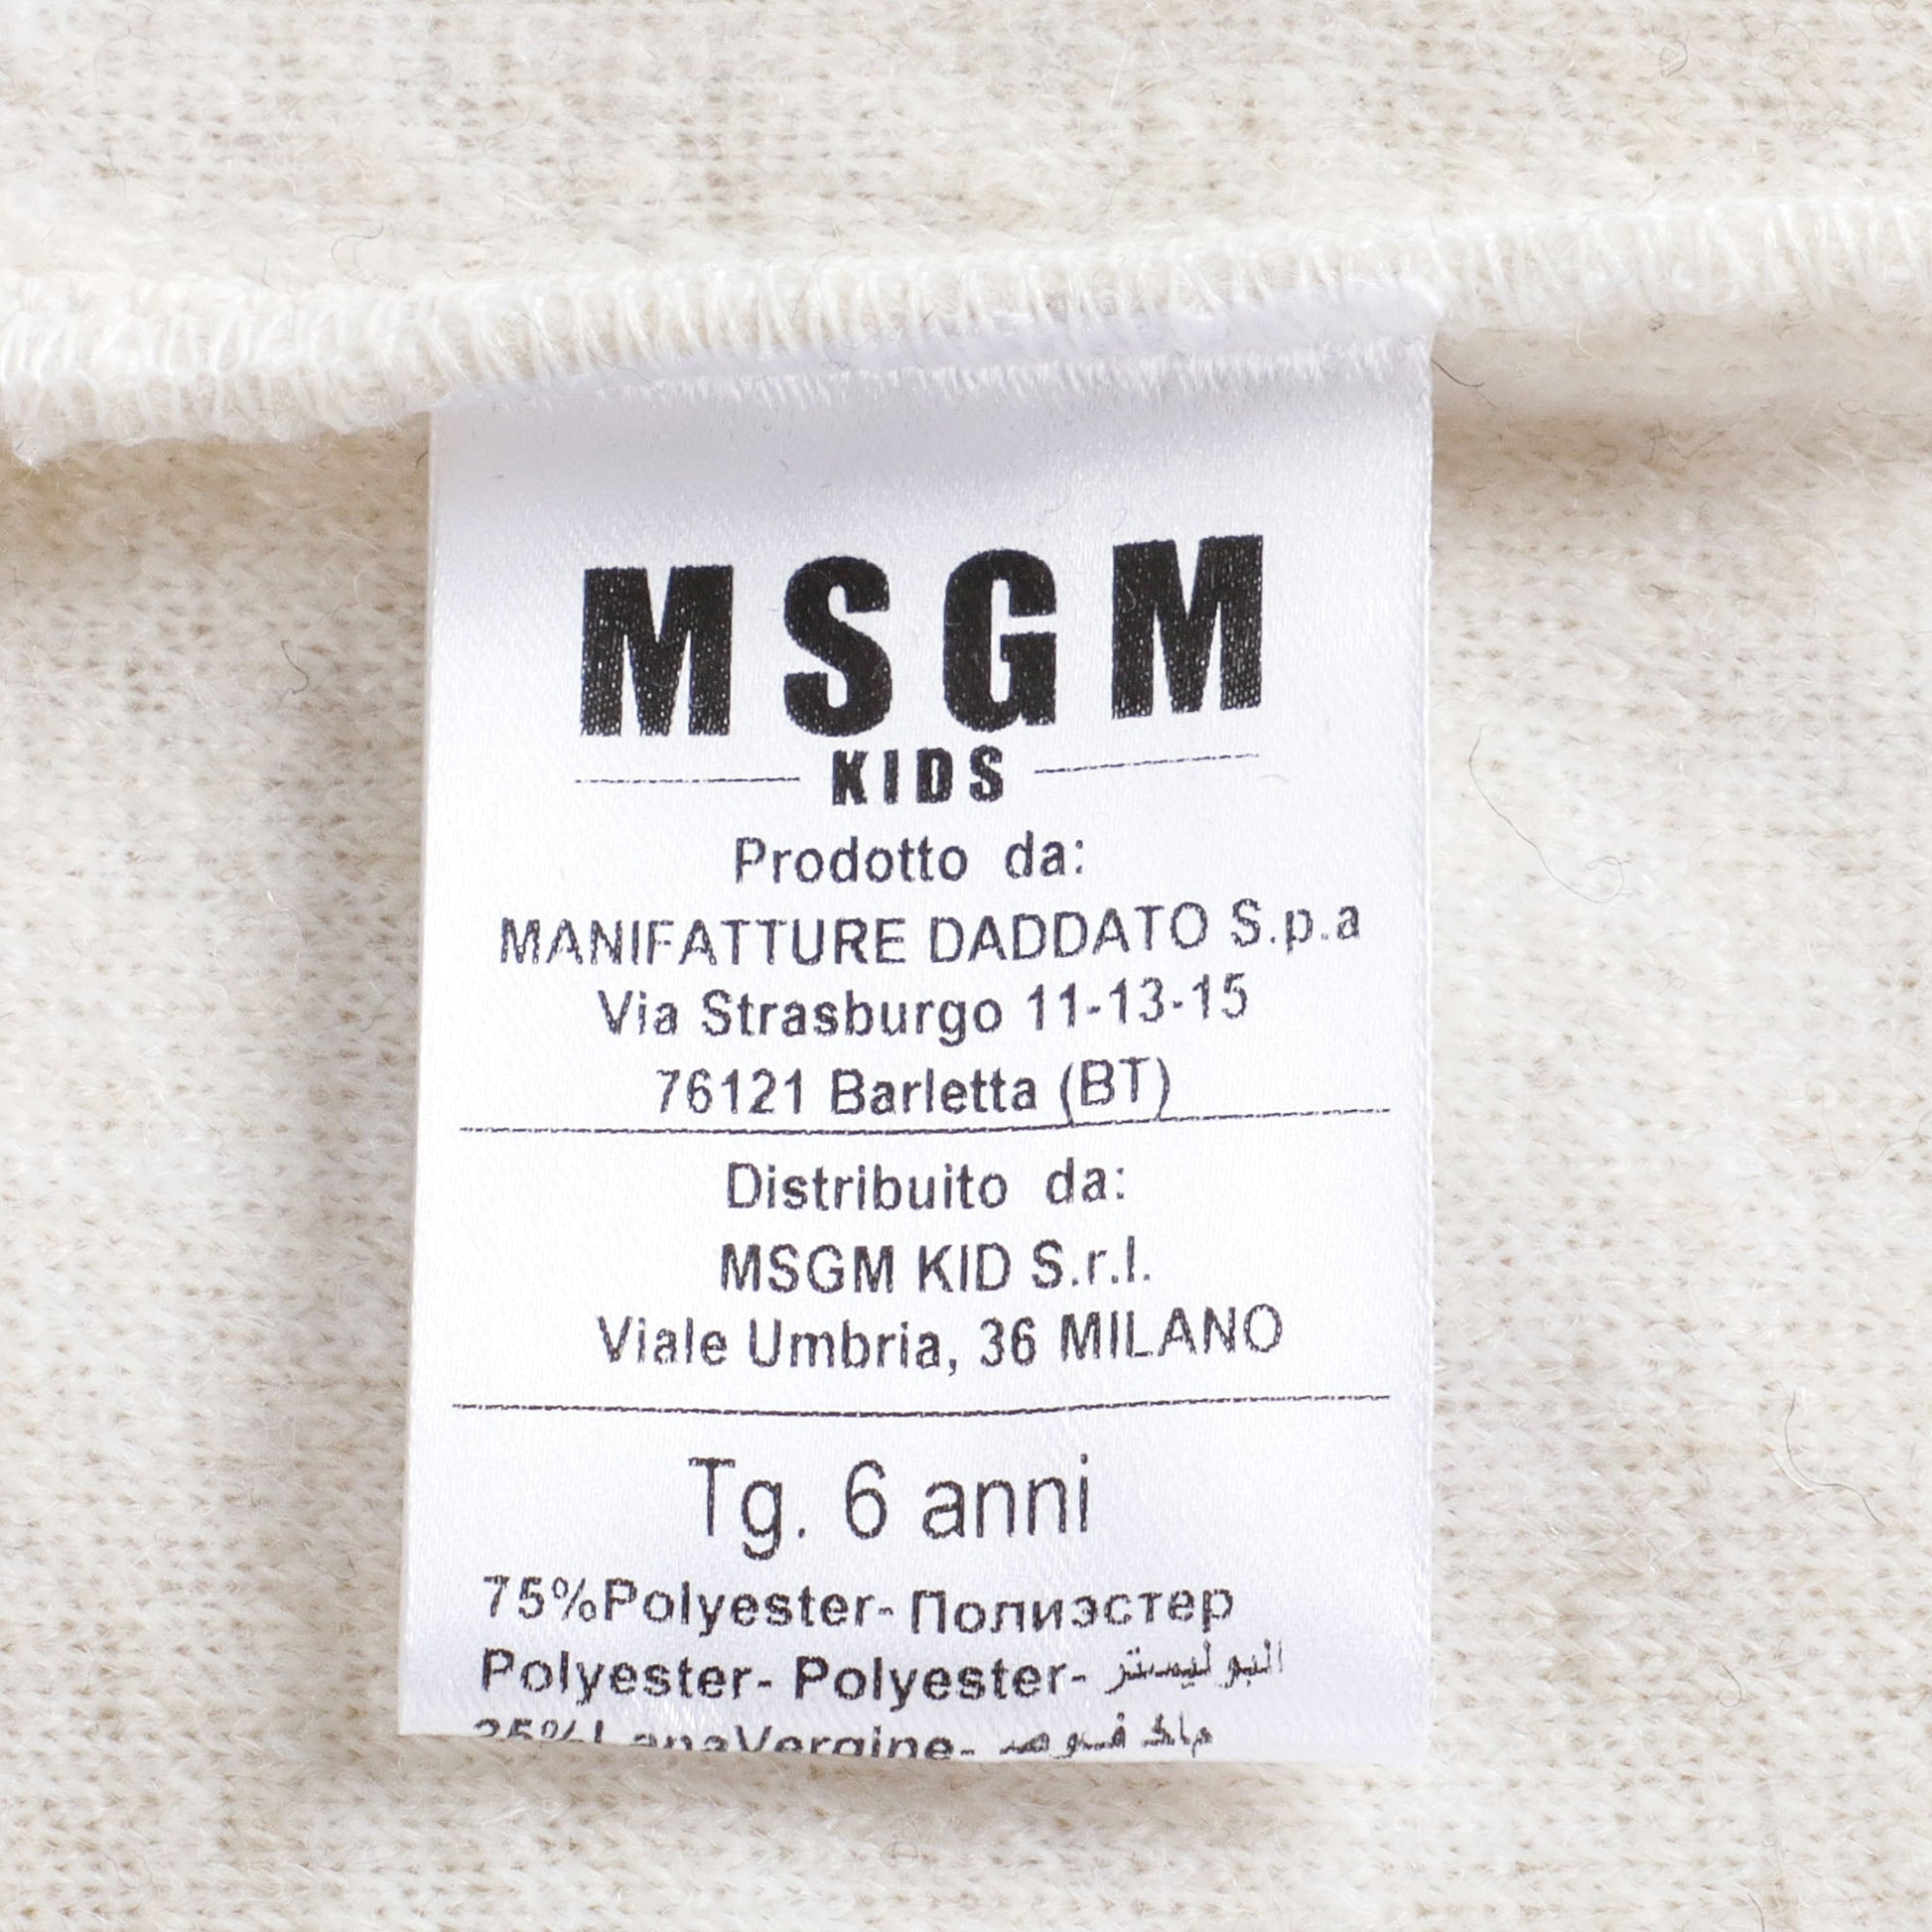 MSGM
KIDS
Prodotto da:
MANIFATTURE DADDATO S.p.a
Via Strasburgo 11-13-15
76121 Barletta (BT)
Distribuito da:
MSGM KID S.r.l.
Viale Umbria, 36 MILANO
Tg. 6 anni
75%Polyester- Полиэстер
Polyester- Polyester- البوليستر
LanaVergine-